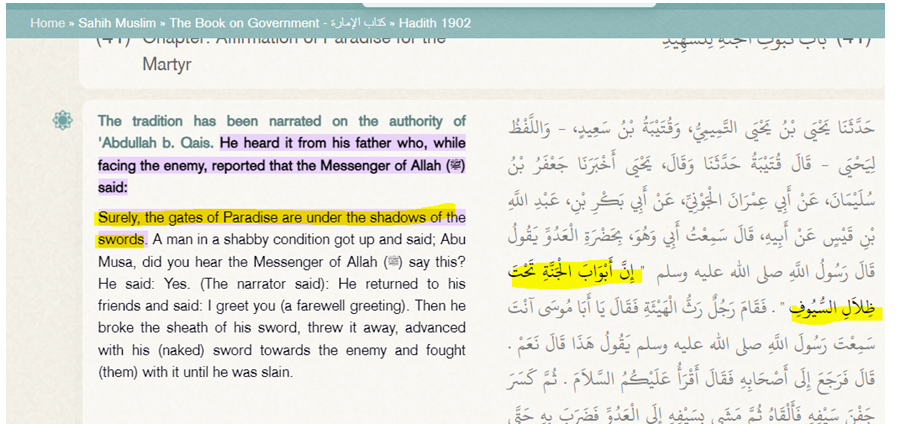 Home » Sahih Muslim » The Book on Government - كتاب الإمارة » Hadith 1902
(41) Chapter: Affirmation of Paradise for the
Martyr
(41) باب ثُبُوتِ الْجَنَّةِ لِلشَّهِيدِ
The tradition has been narrated on the authority of
'Abdullah b. Qais. He heard it from his father who, while
facing the enemy, reported that the Messenger of Allah (ﷺ)
said:
Surely, the gates of Paradise are under the shadows of the
swords. A man in a shabby condition got up and said; Abu
Musa, did you hear the Messenger of Allah (ﷺ) say this?
He said: Yes. (The narrator said): He returned to his
friends and said: I greet you (a farewell greeting). Then he
broke the sheath of his sword, threw it away, advanced
with his (naked) sword towards the enemy and fought
(them) with it until he was slain.
حَدَّثَنَا يَحْيَى بْنُ يَحْيَى التَّمِيمِيُّ، وَقُتَيْبَةُ بْنُ سَعِيدٍ، - وَاللَّفْظُ
لِيَحْيَى - قَالَ قُتَيْبَةُ حَدَّثَنَا وَقَالَ، يَحْيَى أَخْبَرَنَا جَعْفَرُ بْنُ
سُلَيْمَانَ، عَنْ أَبِي عِمْرَانَ الْجَوْنِيِّ، عَنْ أَبِي بَكْرِ بْنِ، عَبْدِ اللَّهِ
بْنِ قَيْسٍ عَنْ أَبِيهِ، قَالَ سَمِعْتُ أَبِي وَهُوَ، بِحَضْرَةِ الْعَدُوِّ يَقُولُ
قَالَ رَسُولُ اللَّهِ صلى الله عليه وسلم " إِنَّ أَبْوَابَ الْجَنَّةِ تَحْتَ
ظِلاَلِ السُّيُوفِ " . فَقَامَ رَجُلٌ رَثُّ الْهَيْئَةِ فَقَالَ يَا أَبَا مُوسَى آنْتَ
سَمِعْتَ رَسُولَ اللَّهِ صلى الله عليه وسلم يَقُولُ هَذَا قَالَ نَعَمْ .
قَالَ فَرَجَعَ إِلَى أَصْحَابِهِ فَقَالَ أَقْرَأُ عَلَيْكُمُ السَّلاَمَ . ثُمَّ كَسَرَ
جَفْنَ سَيْفِهِ فَأَلْقَاهُ ثُمَّ مَشَى بِسَيْفِهِ إِلَى الْعَدُوِّ فَضَرَبَ بِهِ حَتَّى